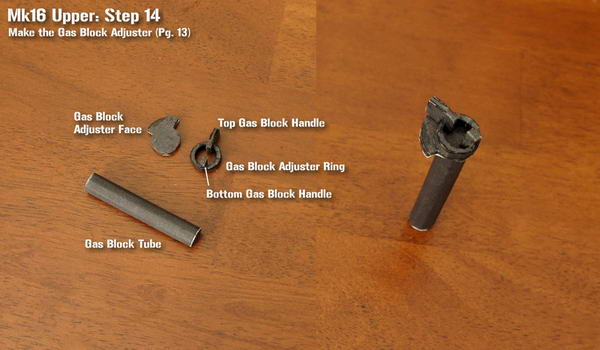 Mk16 Upper: Step 14
Make the Gas Block Adjuster (Pg. 13)
Gas Block
Adjuster Face
Top Gas Block Handle
Gas Block Adjuster Ring
Bottom Gas Block Handle
Gas Block Tube